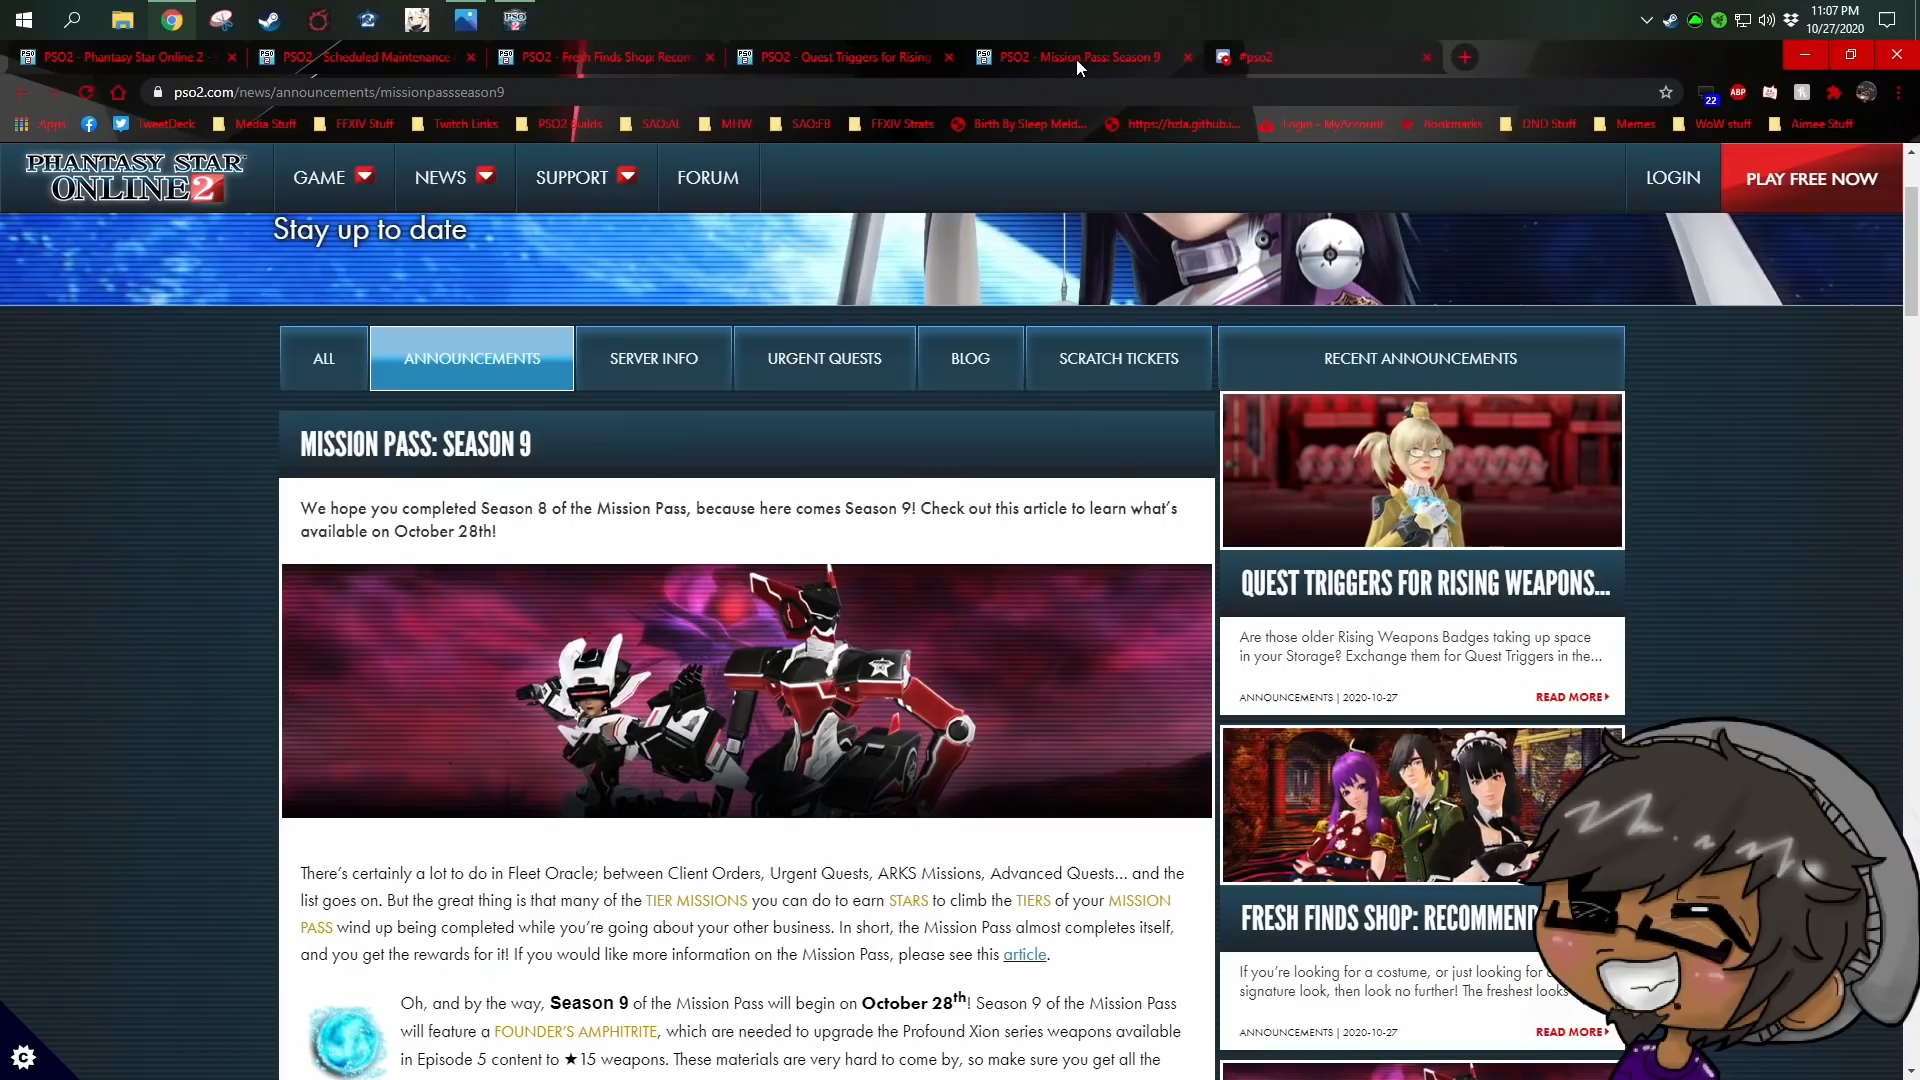 11:07 PM
10/27/2020
PSO2 - Phantasy Star Online 2 -
PSO2 - Scheduled Maintenance
PSO2 - Fresh Finds Shop: Recom
PSO2 - Quest Triggers for Rising
PSO2 - Mission Pass: Season 9
#pso2
pso2.com/news/announcements/missionpassseason9
22
ABP
Apps
TweetDeck
Media Stuff
FFXIV Stuff
Twitch Links
PSO2 Builds
SAO:AL
MHW
SAO:FB
FFXIV Strats
Birth By Sleep Meld...
https://hzla.github.i...
Login - MyAccount
Bookmarks
DND Stuff
Memes
WoW stuff
Aimee Stuff
PHANTASY STAR
ONLINE 2
GAME
NEWS
SUPPORT
FORUM
LOGIN
PLAY FREE NOW
Stay up to date
ALL
ANNOUNCEMENTS
SERVER INFO
URGENT QUESTS
BLOG
SCRATCH TICKETS
RECENT ANNOUNCEMENTS
MISSION PASS: SEASON 9
We hope you completed Season 8 of the Mission Pass, because here comes Season 9! Check out this article to learn what's
available on October 28th!
There's certainly a lot to do in Fleet Oracle; between Client Orders, Urgent Quests, ARKS Missions, Advanced Quests... and the
list goes on. But the great thing is that many of the TIER MISSIONS you can do to earn STARS to climb the TIERS of your MISSION
PASS wind up being completed while you're going about your other business. In short, the Mission Pass almost completes itself,
and you get the rewards for it! If you would like more information on the Mission Pass, please see this article.
Oh, and by the way, Season 9 of the Mission Pass will begin on October 28th! Season 9 of the Mission Pass
will feature a FOUNDER'S AMPHITRITE, which are needed to upgrade the Profound Xion series weapons available
in Episode 5 content to ★15 weapons. These materials are very hard to come by, so make sure you get all the
QUEST TRIGGERS FOR RISING WEAPONS...
Are those older Rising Weapons Badges taking up space
in your Storage? Exchange them for Quest Triggers in the...
ANNOUNCEMENTS | 2020-10-27
READ MORE
FRESH FINDS SHOP: RECOMMEND
If you're looking for a costume, or just looking for
signature look, then look no further! The freshest looks
ANNOUNCEMENTS | 2020-10-27
READ MORE